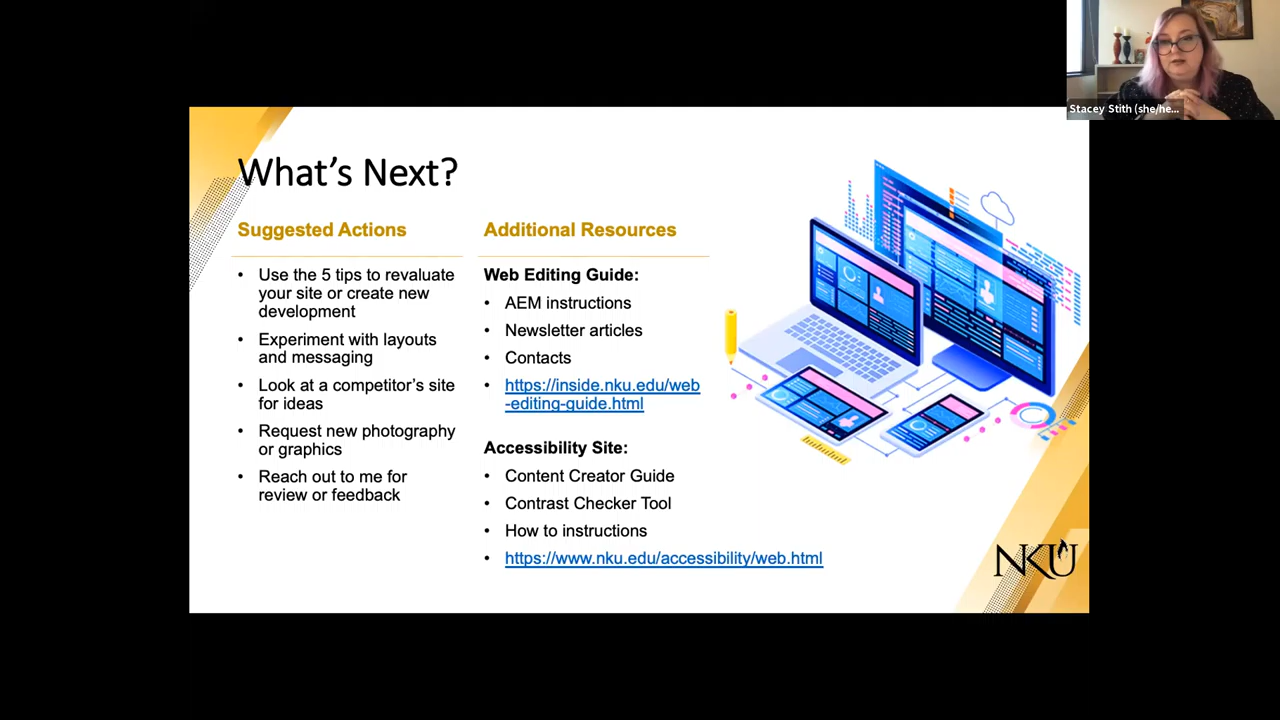 Stacey Stith (she/he...
What's Next?
Suggested Actions
• Use the 5 tips to revaluate
your site or create new
development
• Experiment with layouts
and messaging
• Look at a competitor's site
for ideas
• Request new photography
or graphics
• Reach out to me for
review or feedback
Additional Resources
Web Editing Guide:
• AEM instructions
• Newsletter articles
• Contacts
• https://inside.nku.edu/web
-editing-guide.html
Accessibility Site:
• Content Creator Guide
• Contrast Checker Tool
• How to instructions
• https://www.nku.edu/accessibility/web.html
NKU